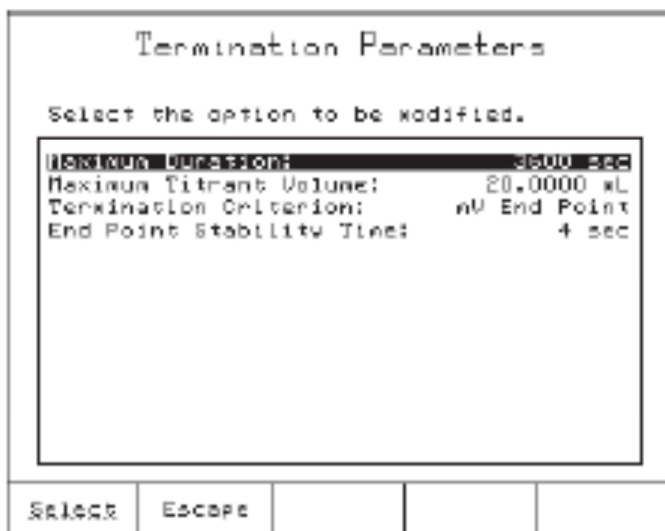 Termination Parameters
Select the option to be modified.
Maximum Duration: 3600 sec
Maximum Titrant Volume: 20.0000 mL
Termination Criterion: mV End Point
End Point Stability Time: 4 sec
Select Escape